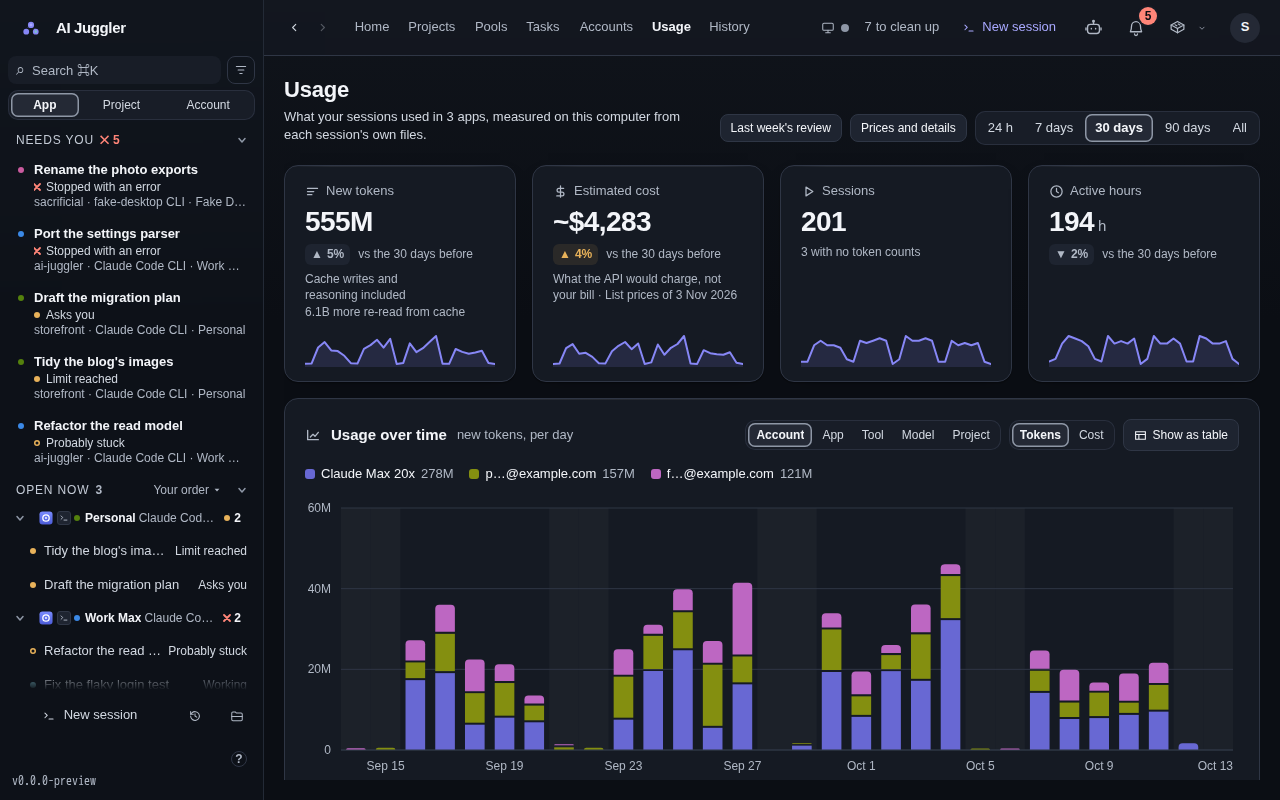 AI Juggler
Search ⌘K
App Project Account
NEEDS YOU 5
Rename the photo exports
Stopped with an error
sacrificial · fake-desktop CLI · Fake D…
Port the settings parser
Stopped with an error
ai-juggler · Claude Code CLI · Work …
Draft the migration plan
Asks you
storefront · Claude Code CLI · Personal
Tidy the blog's images
Limit reached
storefront · Claude Code CLI · Personal
Refactor the read model
Probably stuck
ai-juggler · Claude Code CLI · Work …
OPEN NOW 3 Your order
Personal Claude Cod… 2
Tidy the blog's ima… Limit reached
Draft the migration plan Asks you
Work Max Claude Co… 2
Refactor the read … Probably stuck
Fix the flaky login test Working
New session
?
v0.0.0-preview
Home Projects Pools Tasks Accounts Usage History
7 to clean up
New session
5
S
Usage
What your sessions used in 3 apps, measured on this computer from
each session's own files.
Last week's review Prices and details
24 h 7 days 30 days 90 days All
New tokens
555M
▲ 5% vs the 30 days before
Cache writes and
reasoning included
6.1B more re-read from cache
Estimated cost
~$4,283
▲ 4% vs the 30 days before
What the API would charge, not
your bill · List prices of 3 Nov 2026
Sessions
201
3 with no token counts
Active hours
194 h
▼ 2% vs the 30 days before
Usage over time new tokens, per day
Account App Tool Model Project
Tokens Cost
Show as table
Claude Max 20x 278M p…@example.com 157M f…@example.com 121M
60M
40M
20M
0
Sep 15 Sep 19 Sep 23 Sep 27 Oct 1 Oct 5 Oct 9 Oct 13